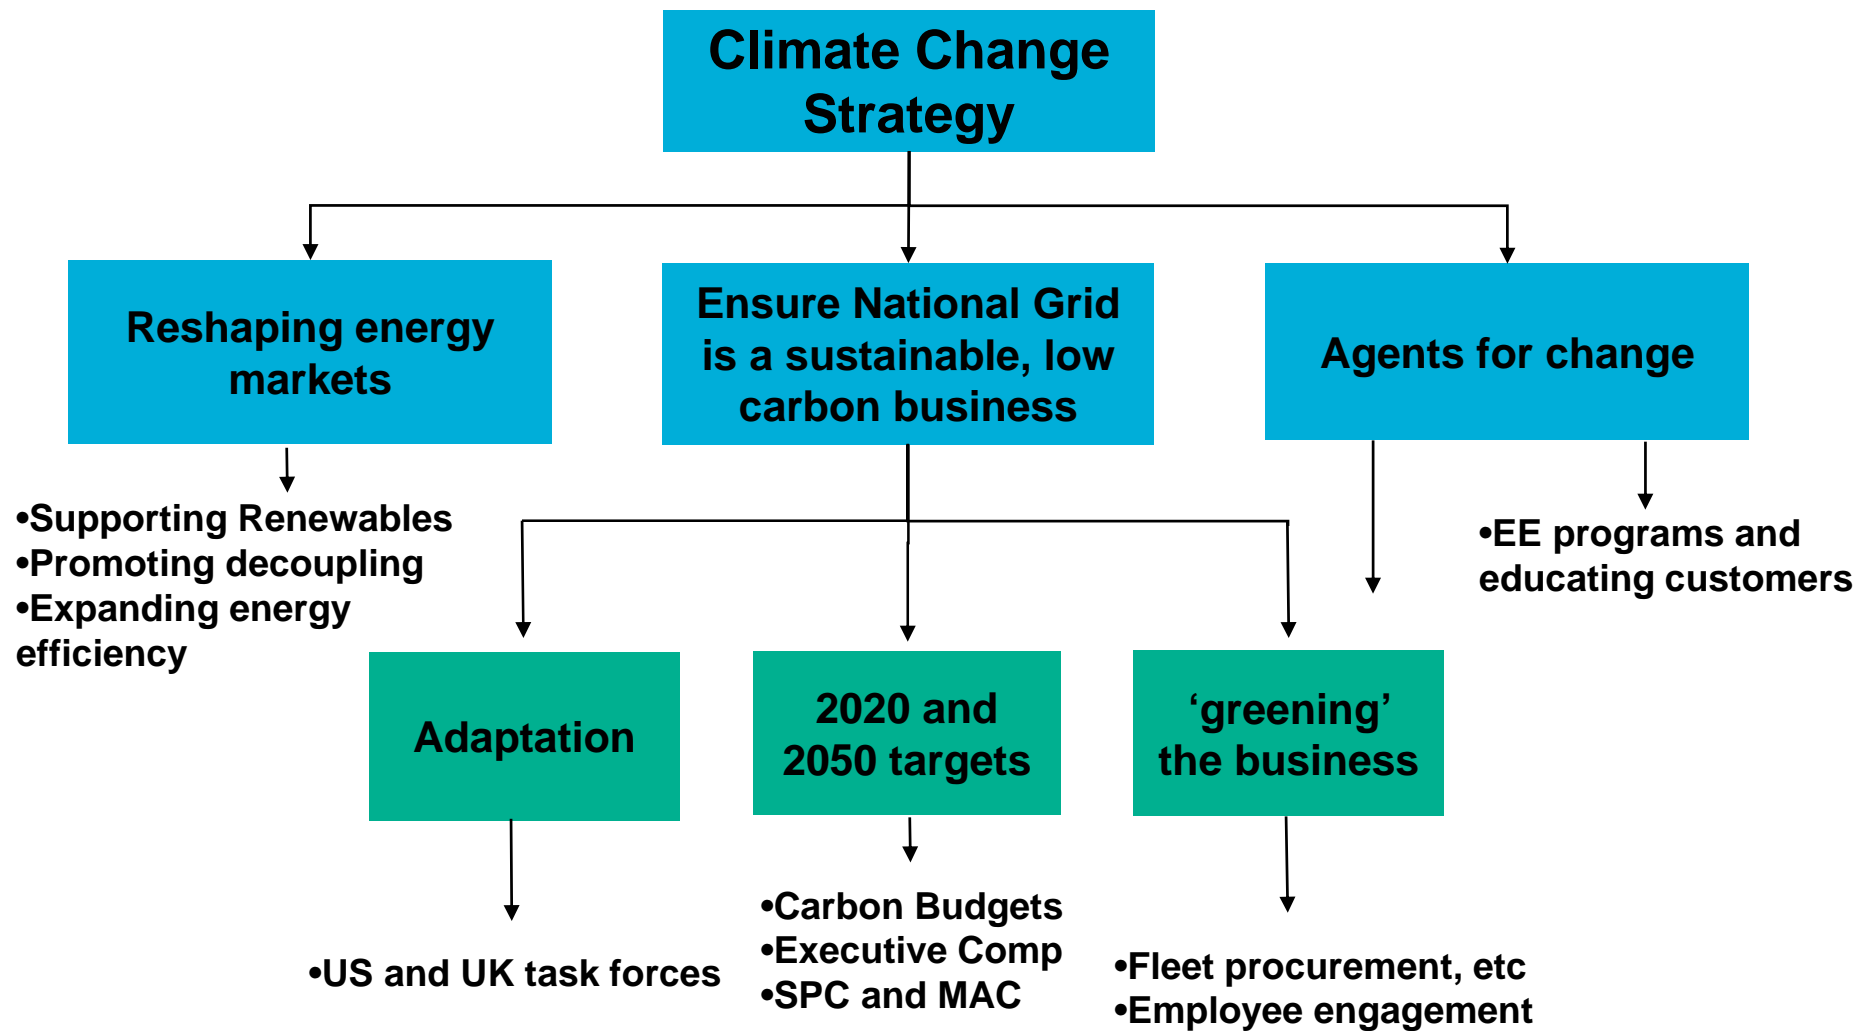 Climate Change
Strategy
Reshaping energy
markets
Ensure National Grid
is a sustainable, low
carbon business
Agents for change
•Supporting Renewables
•Promoting decoupling
•Expanding energy
efficiency
•EE programs and
educating customers
Adaptation
2020 and
2050 targets
‘greening’
the business
•US and UK task forces
•Carbon Budgets
•Executive Comp
•SPC and MAC
•Fleet procurement, etc
•Employee engagement